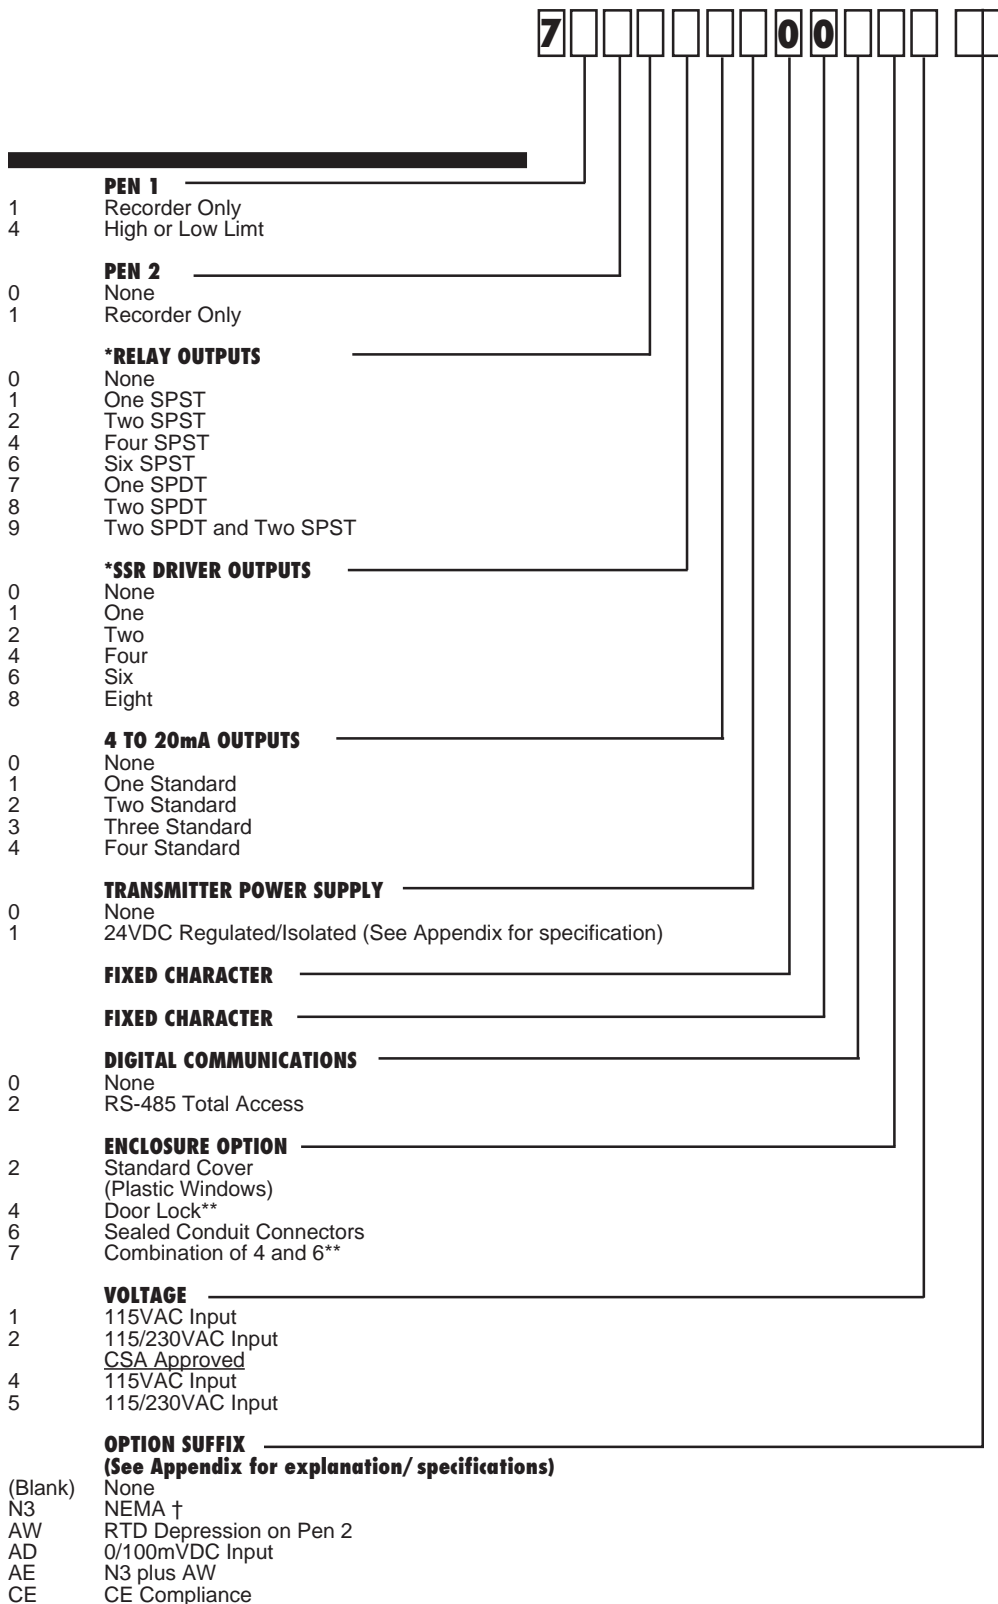 7 0 0
PEN 1
1 Recorder Only
4 High or Low Limt
PEN 2
0 None
1 Recorder Only
*RELAY OUTPUTS
0 None
1 One SPST
2 Two SPST
4 Four SPST
6 Six SPST
7 One SPDT
8 Two SPDT
9 Two SPDT and Two SPST
*SSR DRIVER OUTPUTS
0 None
1 One
2 Two
4 Four
6 Six
8 Eight
4 TO 20mA OUTPUTS
0 None
1 One Standard
2 Two Standard
3 Three Standard
4 Four Standard
TRANSMITTER POWER SUPPLY
0 None
1 24VDC Regulated/Isolated (See Appendix for specification)
FIXED CHARACTER
FIXED CHARACTER
DIGITAL COMMUNICATIONS
0 None
2 RS-485 Total Access
ENCLOSURE OPTION
2 Standard Cover
(Plastic Windows)
4 Door Lock**
6 Sealed Conduit Connectors
7 Combination of 4 and 6**
VOLTAGE
1 115VAC Input
2 115/230VAC Input
CSA Approved
4 115VAC Input
5 115/230VAC Input
OPTION SUFFIX
(See Appendix for explanation/ specifications)
(Blank) None
N3 NEMA †
AW RTD Depression on Pen 2
AD 0/100mVDC Input
AE N3 plus AW
CE CE Compliance